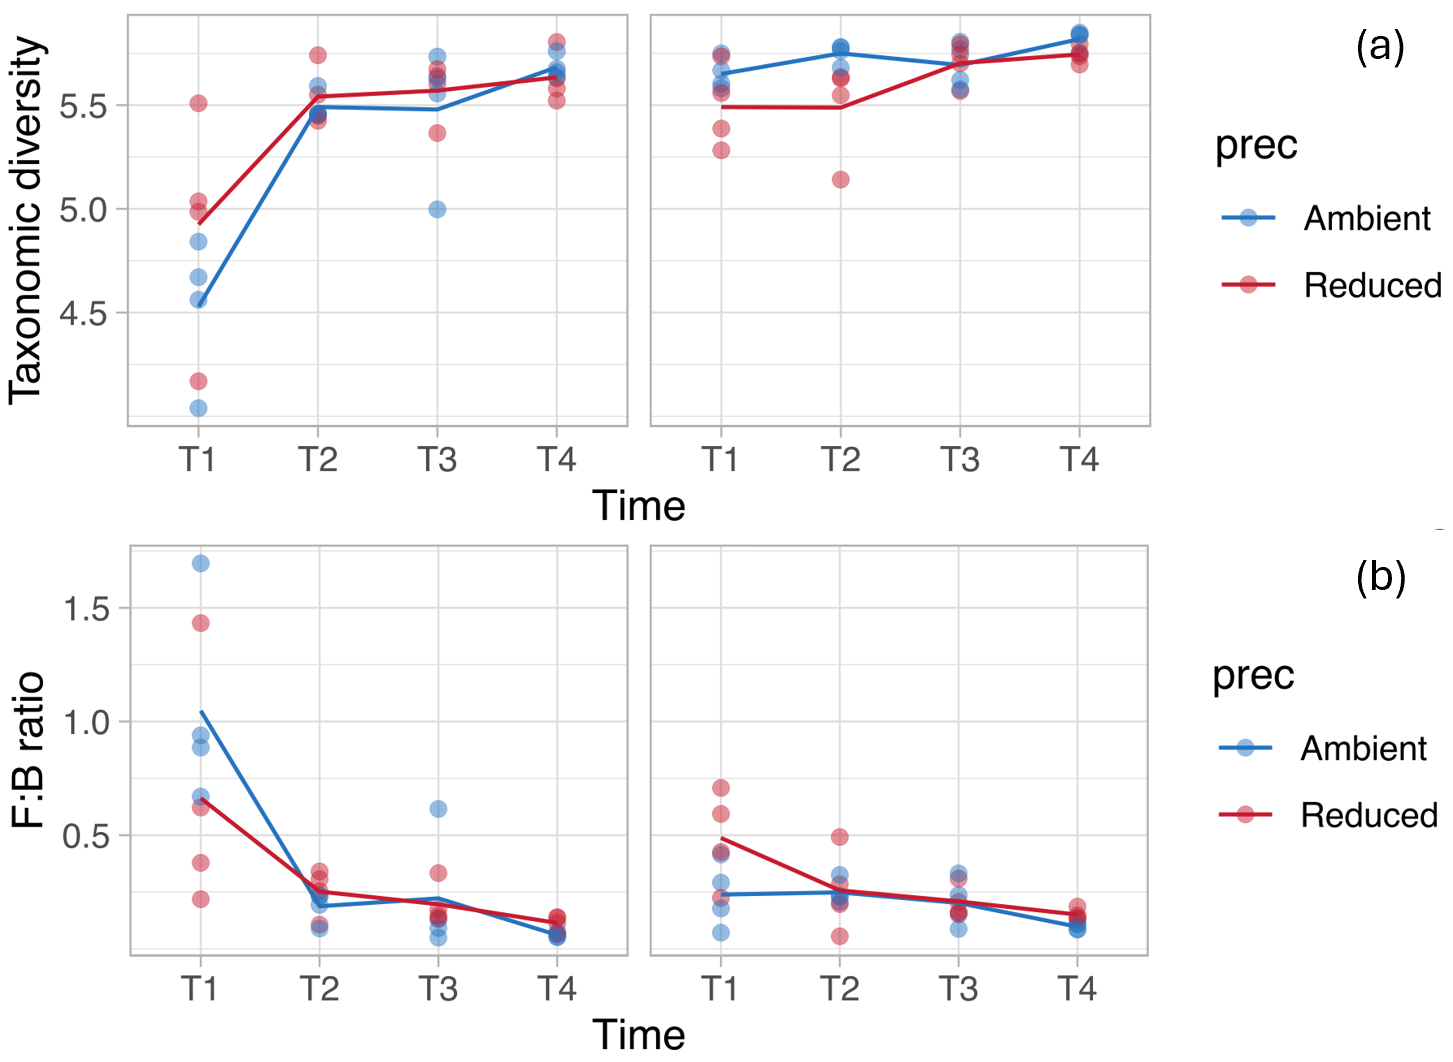 (a)
Taxonomic diversity
5.5
5.0
4.5
T1 T2 T3 T4 T1 T2 T3 T4
Time
prec
Ambient
Reduced
(b)
F:B ratio
1.5
1.0
0.5
T1 T2 T3 T4 T1 T2 T3 T4
Time
prec
Ambient
Reduced